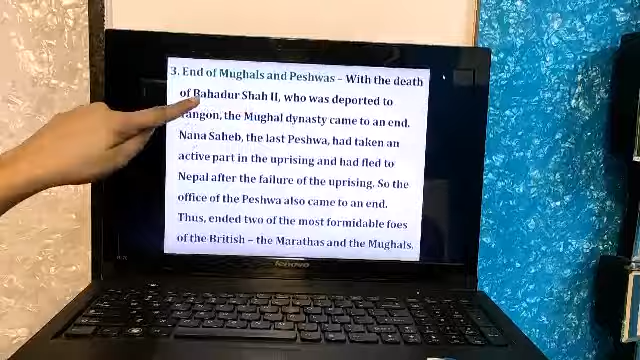 3. End of Mughals and Peshwas – With the death
of Bahadur Shah II, who was deported to
Yangon, the Mughal dynasty came to an end.
Nana Saheb, the last Peshwa, had taken an
active part in the uprising and had fled to
Nepal after the failure of the uprising. So the
office of the Peshwa also came to an end.
Thus, ended two of the most formidable foes
of the British – the Marathas and the Mughals.
lenovo